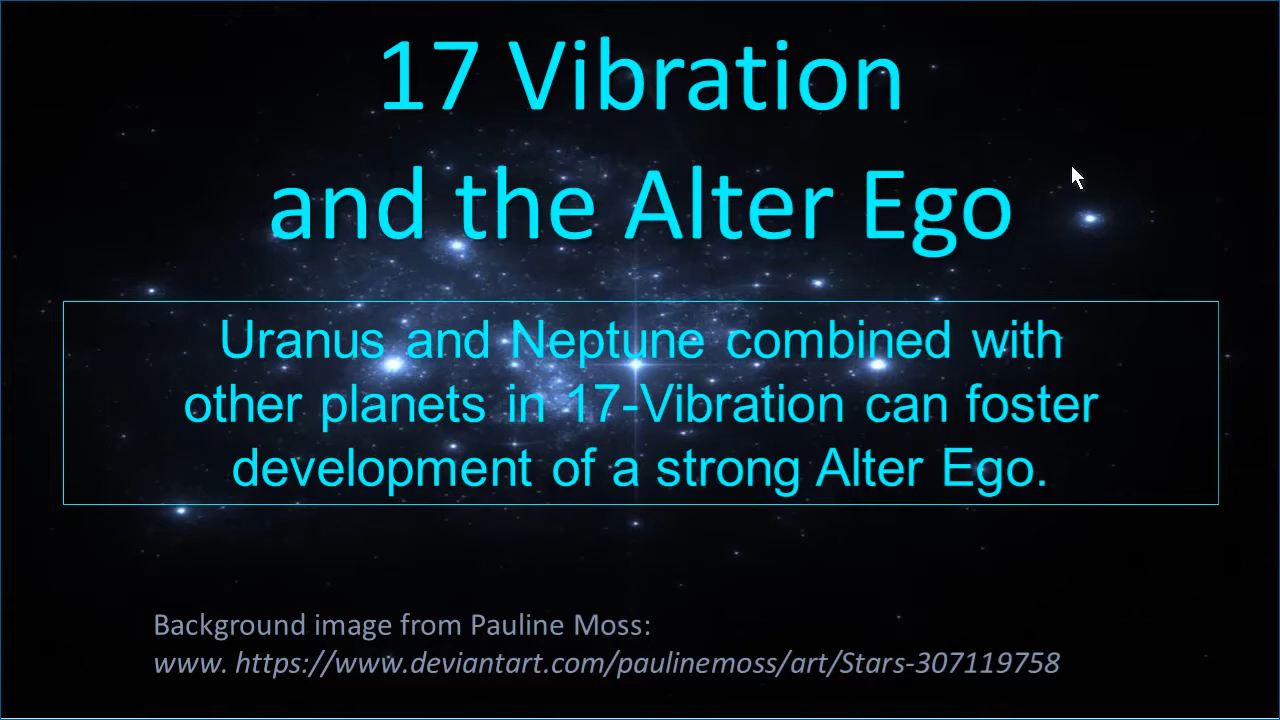 17 Vibration
and the Alter Ego
Uranus and Neptune combined with
other planets in 17-Vibration can foster
development of a strong Alter Ego.
Background image from Pauline Moss:
www. https://www.deviantart.com/paulinemoss/art/Stars-307119758